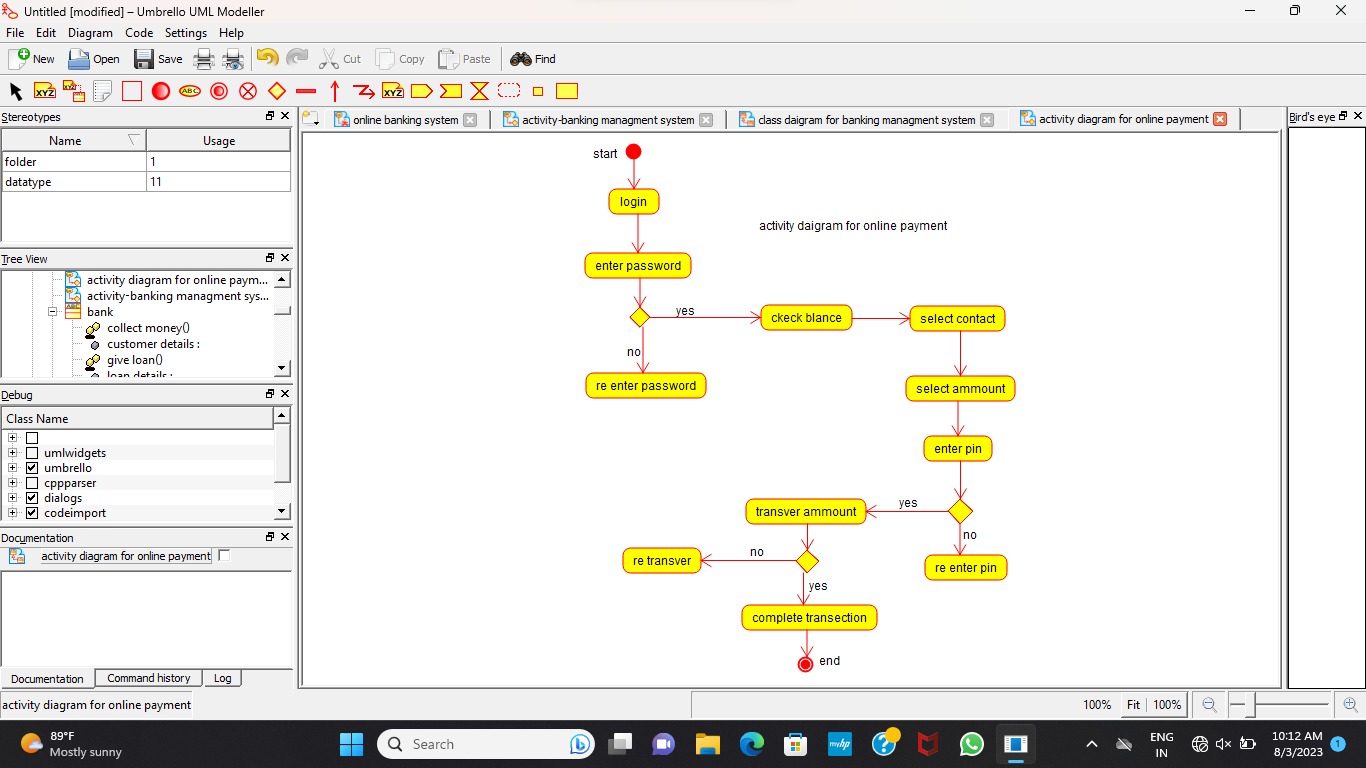 Untitled [modified] – Umbrello UML Modeller
File Edit Diagram Code Settings Help
New Open Save Cut Copy Paste Find
XYZ XYZ ABC XYZ
Stereotypes
Name Usage
folder 1
datatype 11
Tree View
activity diagram for online paym...
activity-banking managment sys...
ABC
bank
collect money()
customer details :
give loan()
loan details :
Debug
Class Name
umlwidgets
umbrello
cppparser
dialogs
codeimport
Documentation
activity diagram for online payment
Documentation Command history Log
activity diagram for online payment
online banking system
activity-banking managment system
class daigram for banking managment system
activity diagram for online payment
Bird's eye
start
login
activity daigram for online payment
enter password
yes
ckeck blance
select contact
no
re enter password
select ammount
enter pin
yes
transver ammount
no
re enter pin
no
re transver
yes
complete transection
end
100% Fit 100%
89°F
Mostly sunny
Search
myhp
ENG
IN
10:12 AM
8/3/2023
1